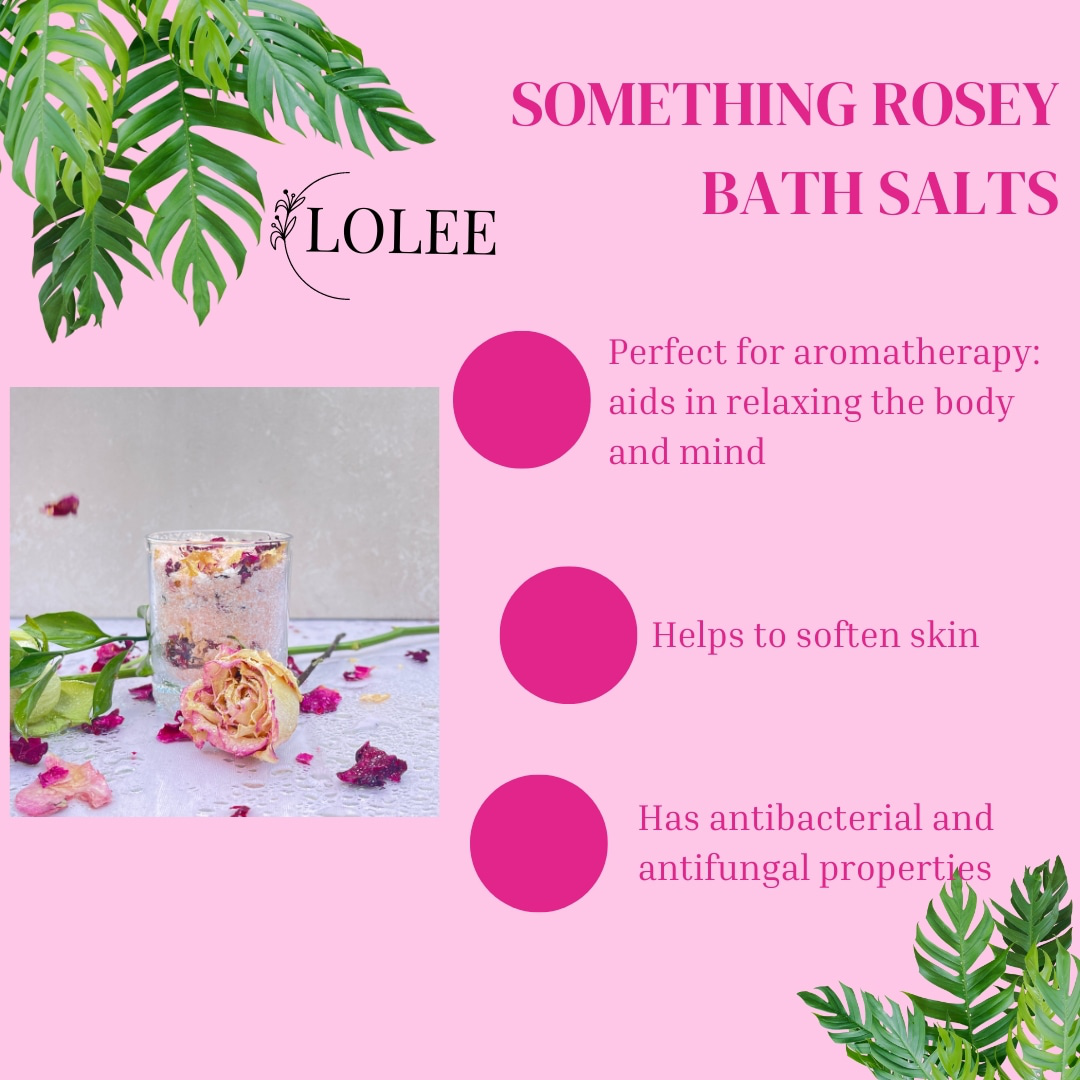 SOMETHING ROSEY
BATH SALTS
LOLEE
Perfect for aromatherapy:
aids in relaxing the body
and mind
Helps to soften skin
Has antibacterial and
antifungal properties